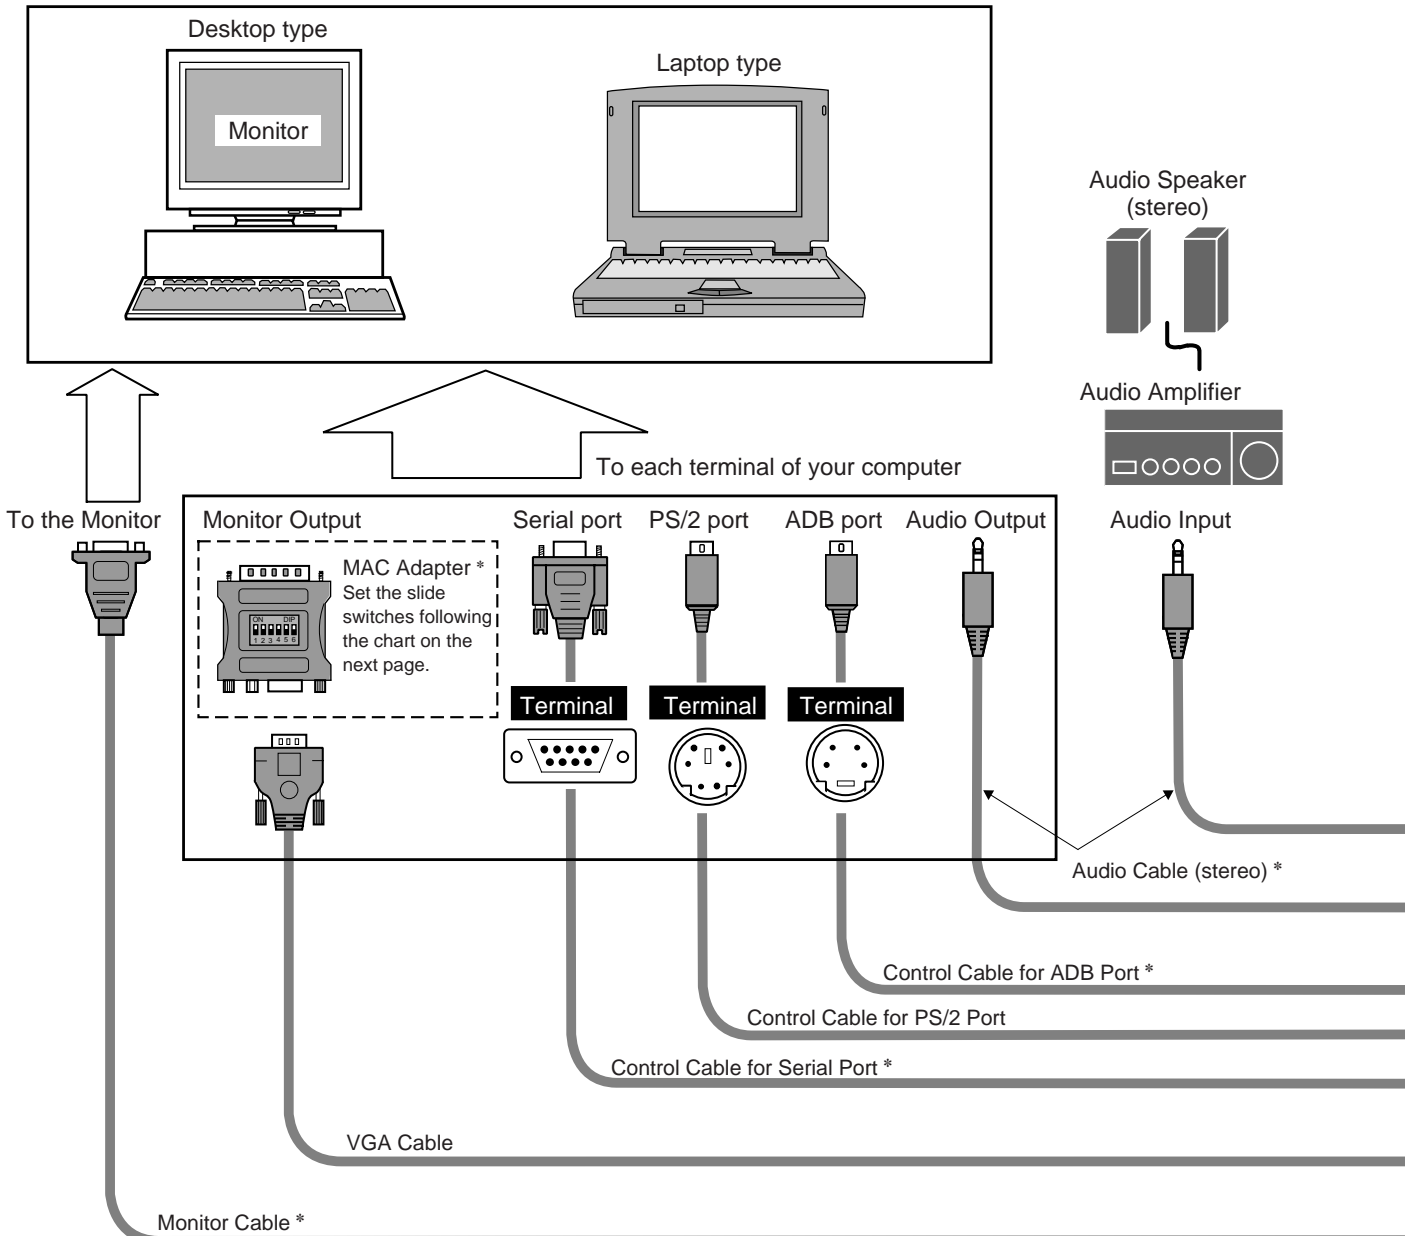 Desktop type
Laptop type
Monitor
Audio Speaker
(stereo)
Audio Amplifier
To each terminal of your computer
To the Monitor
Monitor Output
Serial port
PS/2 port
ADB port
Audio Output
Audio Input
MAC Adapter *
Set the slide
switches following
the chart on the
next page.
ON DIP
1 2 3 4 5 6
Terminal
Terminal
Terminal
Audio Cable (stereo) *
Control Cable for ADB Port *
Control Cable for PS/2 Port
Control Cable for Serial Port *
VGA Cable
Monitor Cable *